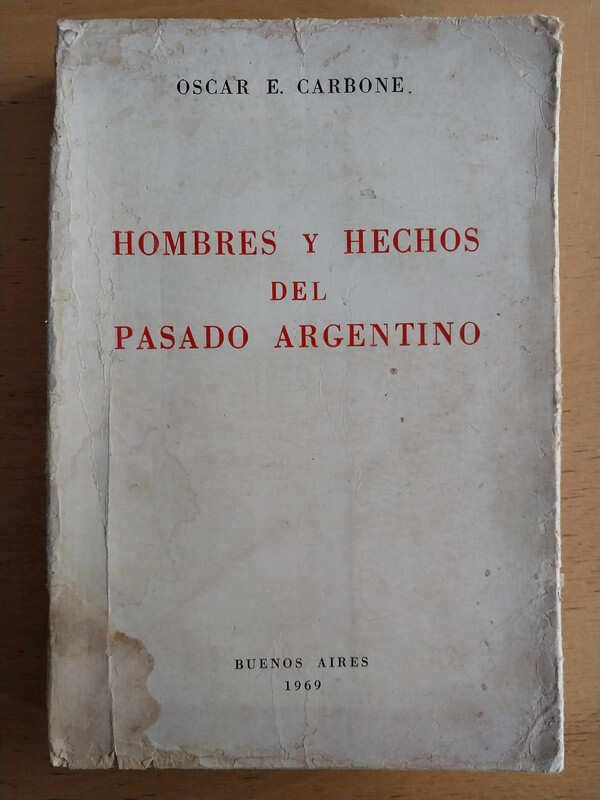 OSCAR E. CARBONE
HOMBRES Y HECHOS
DEL
PASADO ARGENTINO
BUENOS AIRES
1969